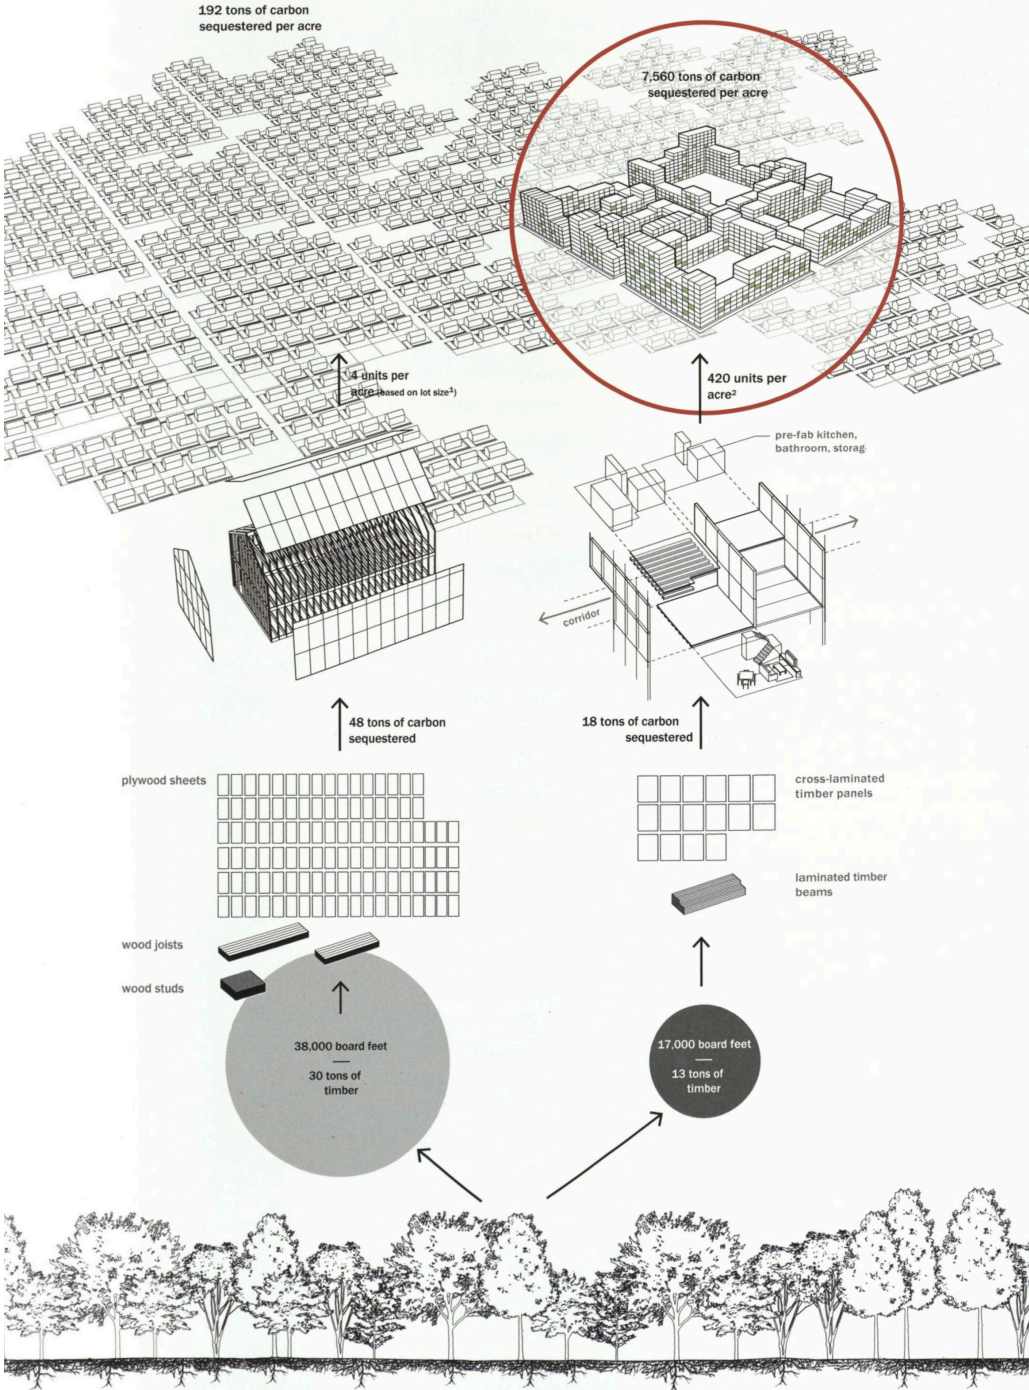 192 tons of carbon
sequestered per acre
7,560 tons of carbon
sequestered per acre
4 units per
acre (based on lot size¹)
420 units per
acre²
pre-fab kitchen,
bathroom, storag
corridor
48 tons of carbon
sequestered
18 tons of carbon
sequestered
plywood sheets
cross-laminated
timber panels
laminated timber
beams
wood joists
wood studs
38,000 board feet
30 tons of
timber
17,000 board feet
13 tons of
timber